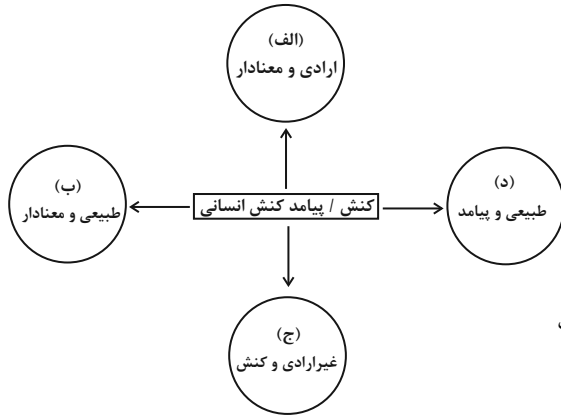 (الف)
ارادی و معنادار
(ب)
طبیعی و معنادار
کنش / پیامد کنش انسانی
(د)
طبیعی و پیامد
(ج)
غیرارادی و کنش